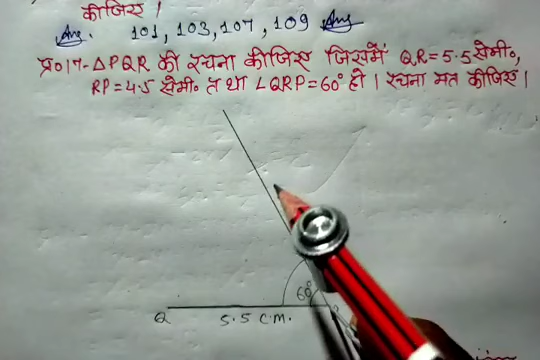 कीजिए।
Ans. 101, 103, 107, 109 Ans
प्र०17- ΔPQR की रचना कीजिए जिसमें QR=5.5 सेमी०,
RP=4.5 सेमी० तथा ∠QRP=60° हो। रचना मत कीजिए।
60°
Q 5.5 C.M.